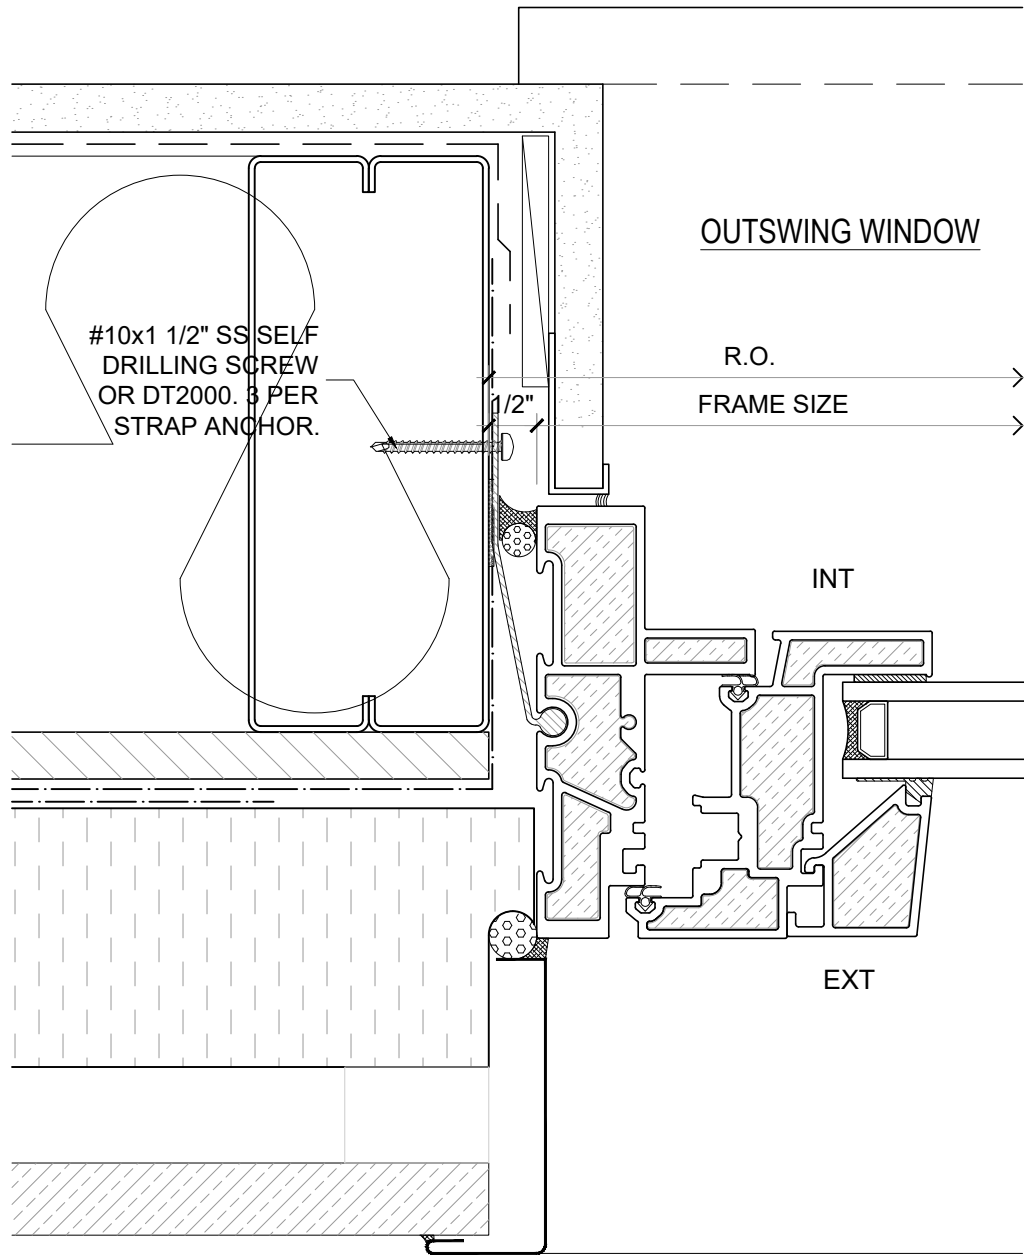 OUTSWING WINDOW
#10x1 1/2" SS SELF
DRILLING SCREW
OR DT2000. 3 PER
STRAP ANCHOR.
R.O.
1/2"
FRAME SIZE
INT
EXT